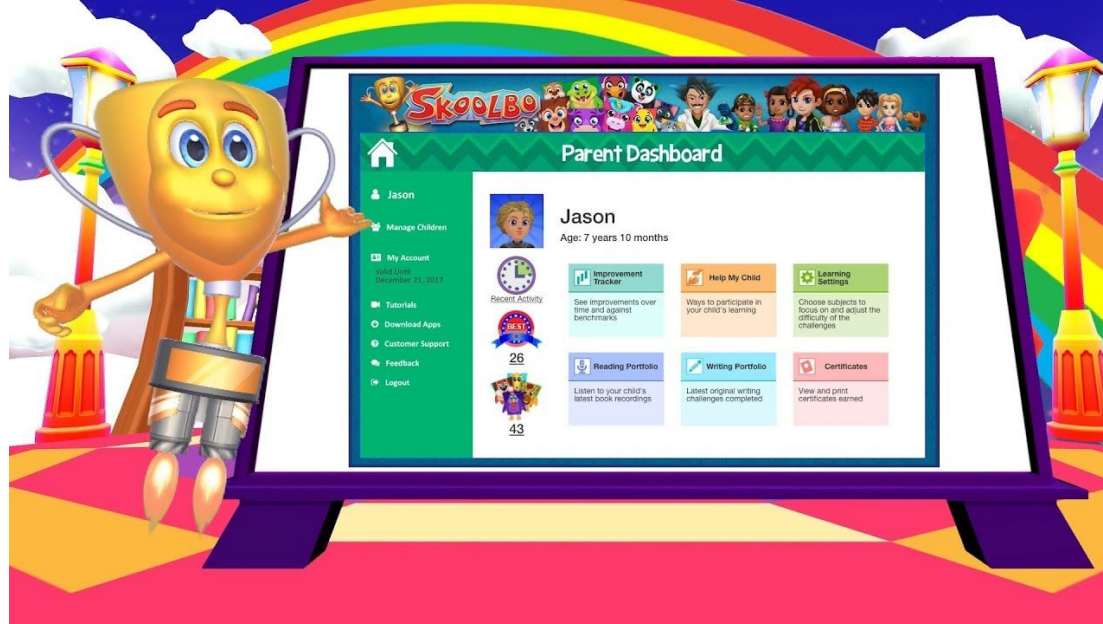 SKOOLBO
Parent Dashboard
Jason
Manage Children
My Account
Valid Until
December 21, 2017
Tutorials
Download Apps
Customer Support
Feedback
Logout
Jason
Age: 7 years 10 months
Recent Activity
BEST
26
43
Improvement
Tracker
See improvements over
time and against
benchmarks
Help My Child
Ways to participate in
your child's learning
Learning
Settings
Choose subjects to
focus on and adjust the
difficulty of the
challenges
Reading Portfolio
Listen to your child's
latest book recordings
Writing Portfolio
Latest original writing
challenges completed
Certificates
View and print
certificates earned